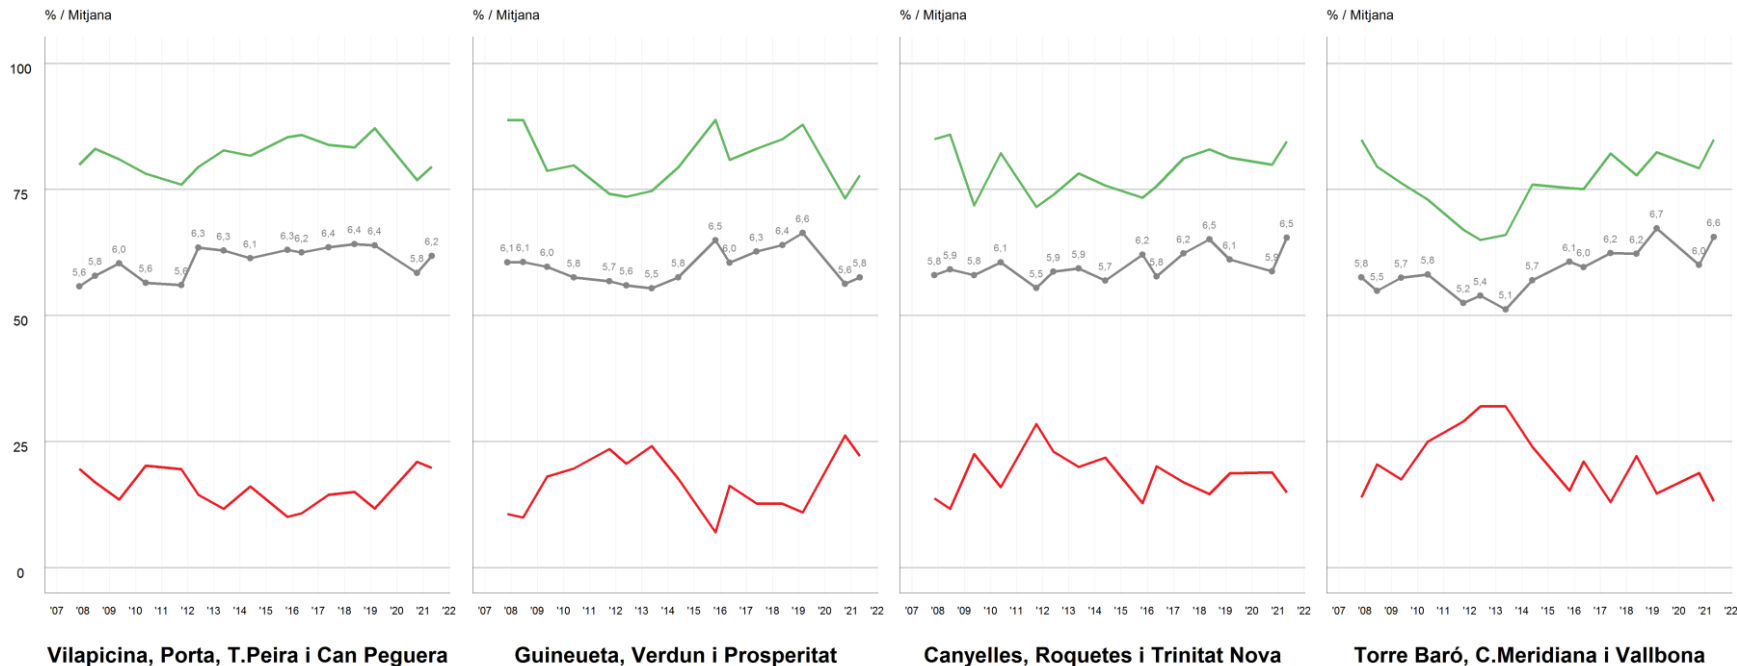 % / Mitjana % / Mitjana % / Mitjana % / Mitjana
100
75
50
25
0
5,6 5,8 6,0 5,6 5,6 6,3 6,3 6,1 6,3 6,2 6,4 6,4 6,4 5,8 6,2
6,1 6,1 6,0 5,8 5,7 5,6 5,5 5,8 6,5 6,0 6,3 6,4 6,6 5,6 5,8
5,8 5,9 5,8 6,1 5,5 5,9 5,9 5,7 6,2 5,8 6,2 6,5 6,1 5,9 6,5
5,8 5,5 5,7 5,8 5,2 5,4 5,1 5,7 6,1 6,0 6,2 6,2 6,7 6,0 6,6
'07 '08 '09 '10 '11 '12 '13 '14 '15 '16 '17 '18 '19 '20 '21 '22
'07 '08 '09 '10 '11 '12 '13 '14 '15 '16 '17 '18 '19 '20 '21 '22
'07 '08 '09 '10 '11 '12 '13 '14 '15 '16 '17 '18 '19 '20 '21 '22
'07 '08 '09 '10 '11 '12 '13 '14 '15 '16 '17 '18 '19 '20 '21 '22
Vilapicina, Porta, T.Peira i Can Peguera
Guineueta, Verdun i Prosperitat
Canyelles, Roquetes i Trinitat Nova
Torre Baró, C.Meridiana i Vallbona